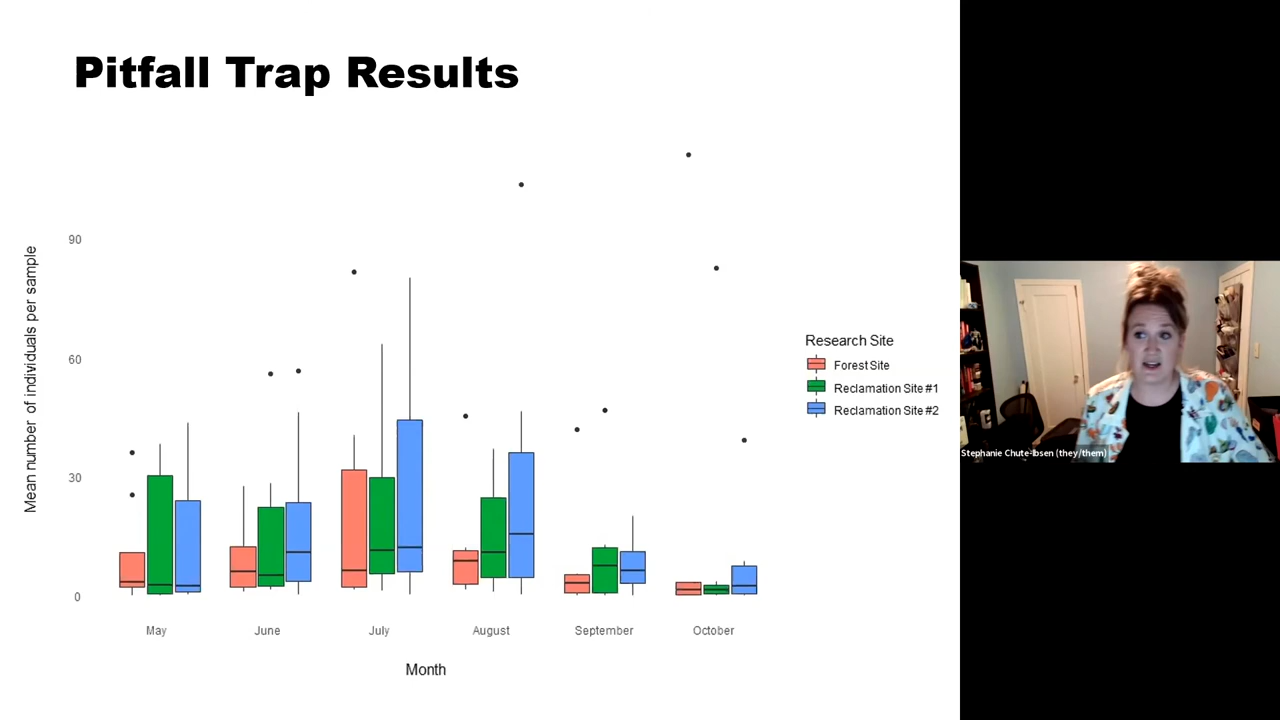 Pitfall Trap Results
Mean number of individuals per sample
90
60
30
0
May June July August September October
Month
Research Site
Forest Site
Reclamation Site #1
Reclamation Site #2
Stephanie Chute-Ibsen (they/them)